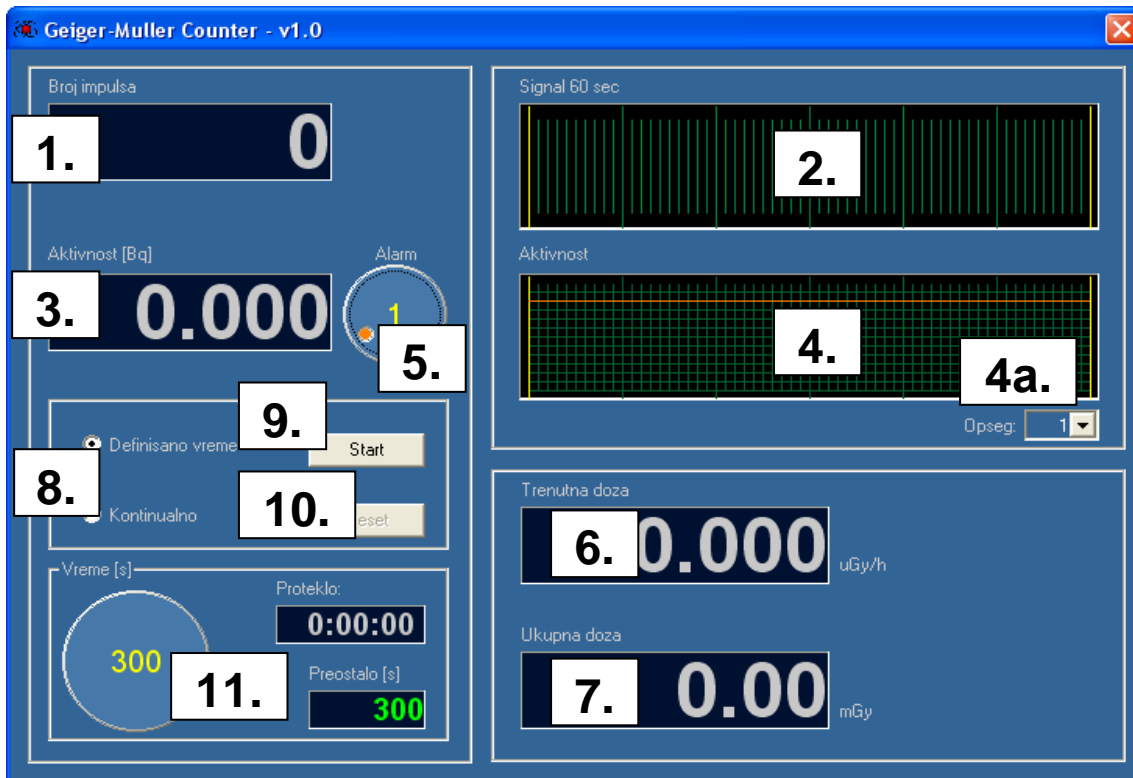 Geiger-Muller Counter - v1.0
Broj impulsa
1.
0
Aktivnost [Bq]
Alarm
3.
0.000
1
5.
9.
Definisano vreme
Start
8.
10.
Kontinualno
eset
Vreme [s]
Proteklo:
0:00:00
300
11.
Preostalo [s]
300
Signal 60 sec
2.
Aktivnost
4.
4a.
Opseg:
1
Trenutna doza
6.
0.000
uGy/h
Ukupna doza
7.
0.00
mGy